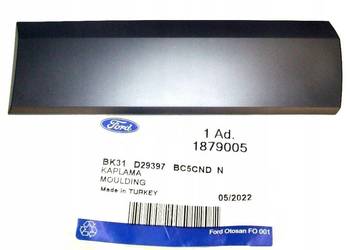 Ford
1 Ad.
1879005
BK31 D29397 BC5CND N
KAPLAMA
MOULDING
Made in TURKEY
05/2022
Ford Otosan FO 001